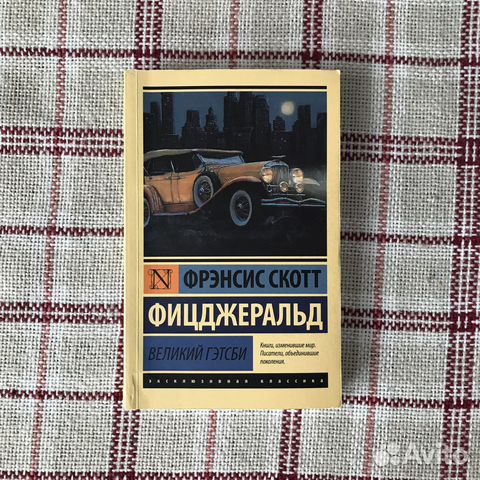 N ФРЭНСИС СКОТТ
ФИЦДЖЕРАЛЬД
ВЕЛИКИЙ ГЭТСБИ
Книги, изменившие мир.
Писатели, объединившие
поколения.
ЭКСКЛЮЗИВНАЯ КЛАССИКА
Avito